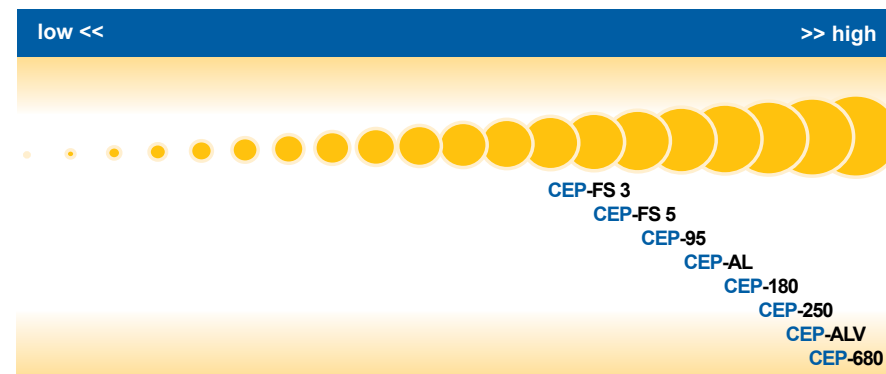 low <<
>> high
CEP-FS 3
CEP-FS 5
CEP-95
CEP-AL
CEP-180
CEP-250
CEP-ALV
CEP-680